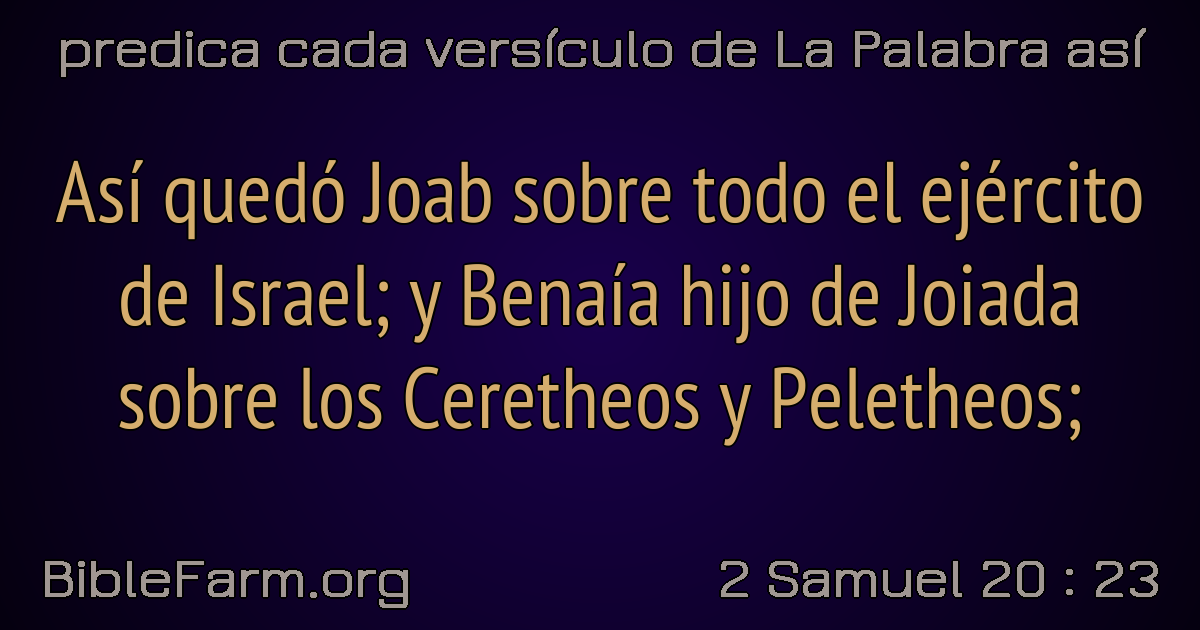 predica cada versículo de La Palabra así
Así quedó Joab sobre todo el ejército
de Israel; y Benaía hijo de Joiada
sobre los Ceretheos y Peletheos;
BibleFarm.org
2 Samuel 20 : 23